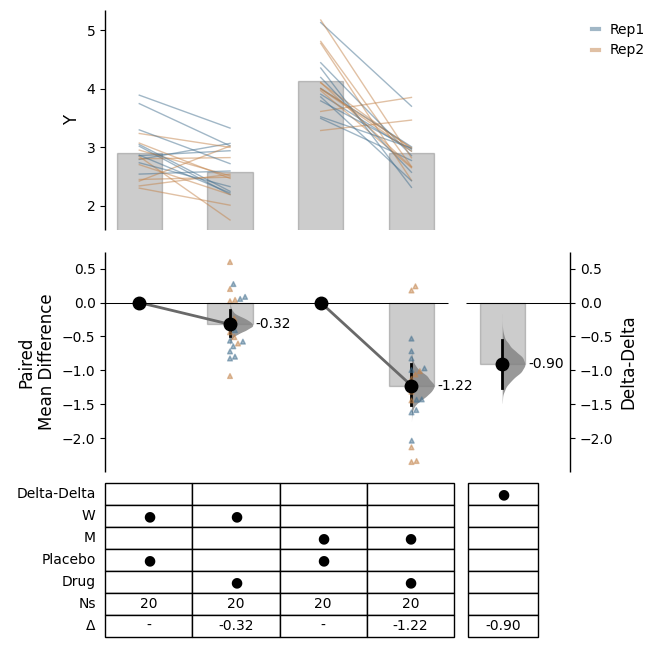 Rep1
Rep2
Y
5
4
3
2
Paired
Mean Difference
0.5
0.0
−0.5
−1.0
−1.5
−2.0
-0.32
-1.22
-0.90
0.5
0.0
−0.5
−1.0
−1.5
−2.0
Delta-Delta
Delta-Delta
W
M
Placebo
Drug
Ns 20 20 20 20
Δ - -0.32 - -1.22 -0.90